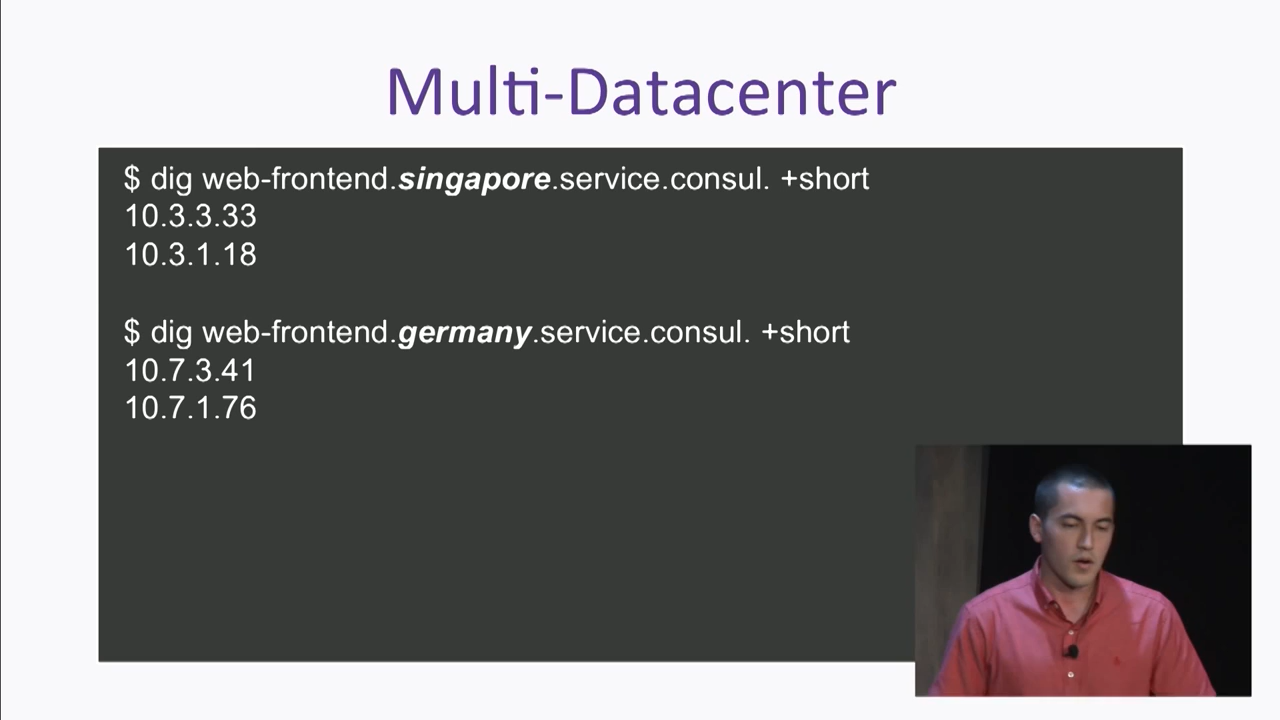 Multi-Datacenter
$ dig web-frontend.singapore.service.consul. +short
10.3.3.33
10.3.1.18
$ dig web-frontend.germany.service.consul. +short
10.7.3.41
10.7.1.76